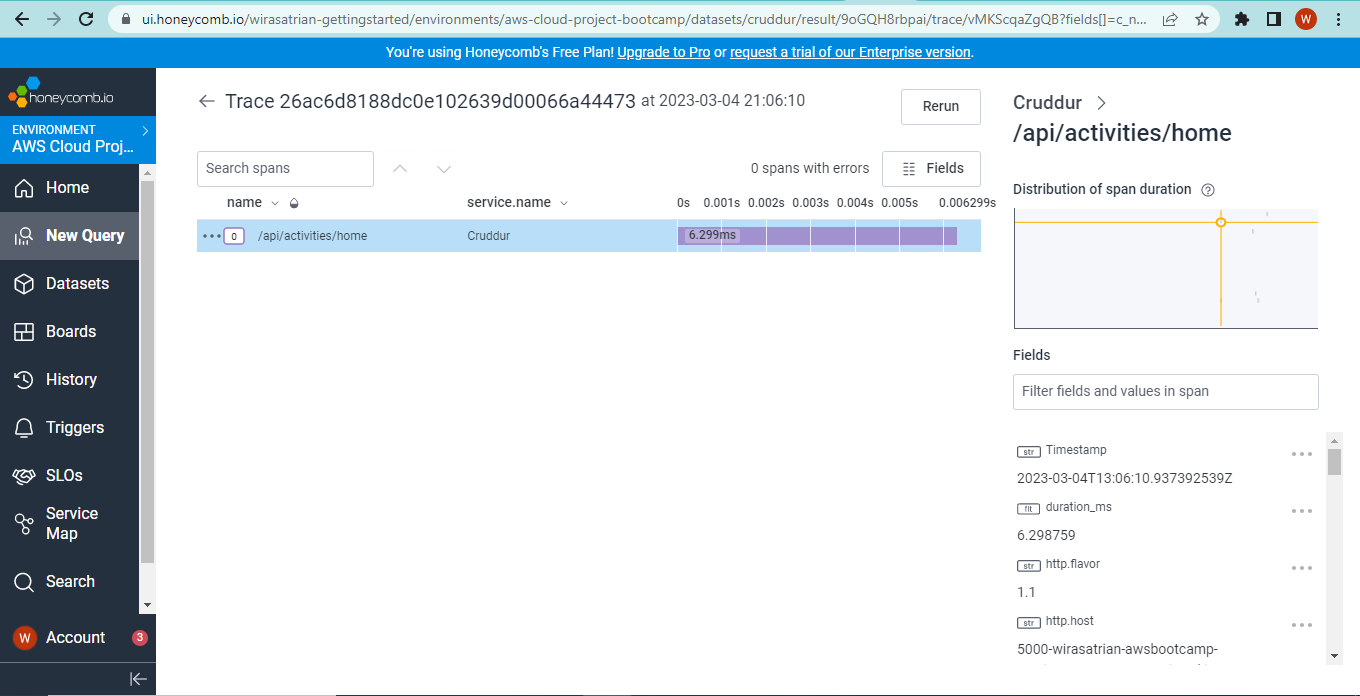 ui.honeycomb.io/wirasatrian-gettingstarted/environments/aws-cloud-project-bootcamp/datasets/cruddur/result/9oGQH8rbpai/trace/vMKScqaZgQB?fields[]=c_n...
W
You're using Honeycomb's Free Plan! Upgrade to Pro or request a trial of our Enterprise version.
honeycomb.io
ENVIRONMENT
AWS Cloud Proj...
Home
New Query
Datasets
Boards
History
Triggers
SLOs
Service
Map
Search
W Account 3
Trace 26ac6d8188dc0e102639d00066a44473 at 2023-03-04 21:06:10
Rerun
Search spans
0 spans with errors
Fields
name service.name 0s 0.001s 0.002s 0.003s 0.004s 0.005s 0.006299s
0 /api/activities/home Cruddur 6.299ms
Cruddur
/api/activities/home
Distribution of span duration ?
Fields
Filter fields and values in span
str Timestamp
2023-03-04T13:06:10.937392539Z
flt duration_ms
6.298759
str http.flavor
1.1
str http.host
5000-wirasatrian-awsbootcamp-